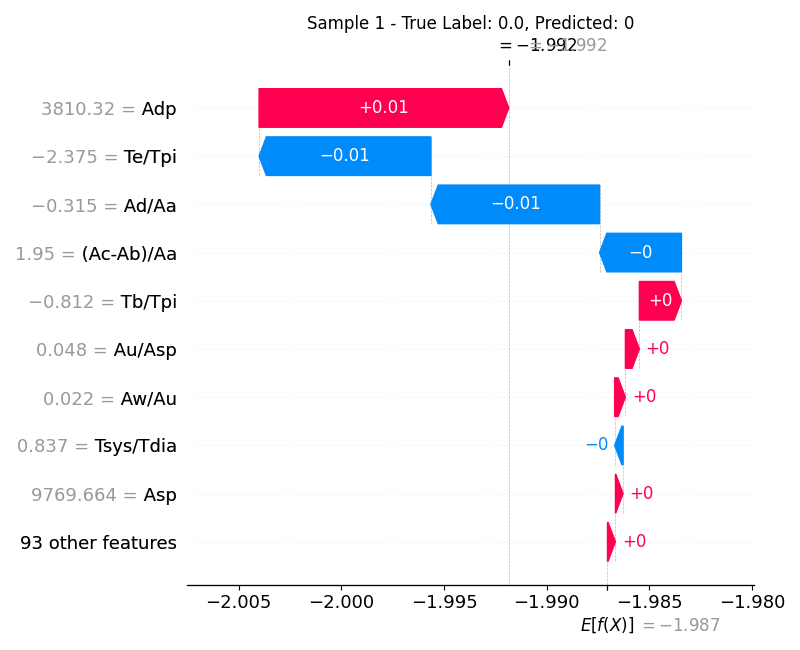 Sample 1 - True Label: 0.0, Predicted: 0
= −1.992
3810.32 = Adp
+0.01
−2.375 = Te/Tpi
−0.01
−0.315 = Ad/Aa
−0.01
1.95 = (Ac-Ab)/Aa
−0
−0.812 = Tb/Tpi
+0
0.048 = Au/Asp
+0
0.022 = Aw/Au
+0
0.837 = Tsys/Tdia
−0
9769.664 = Asp
+0
93 other features
+0
−2.005 −2.000 −1.995 −1.990 −1.985 −1.980
E[f(X)] = −1.987